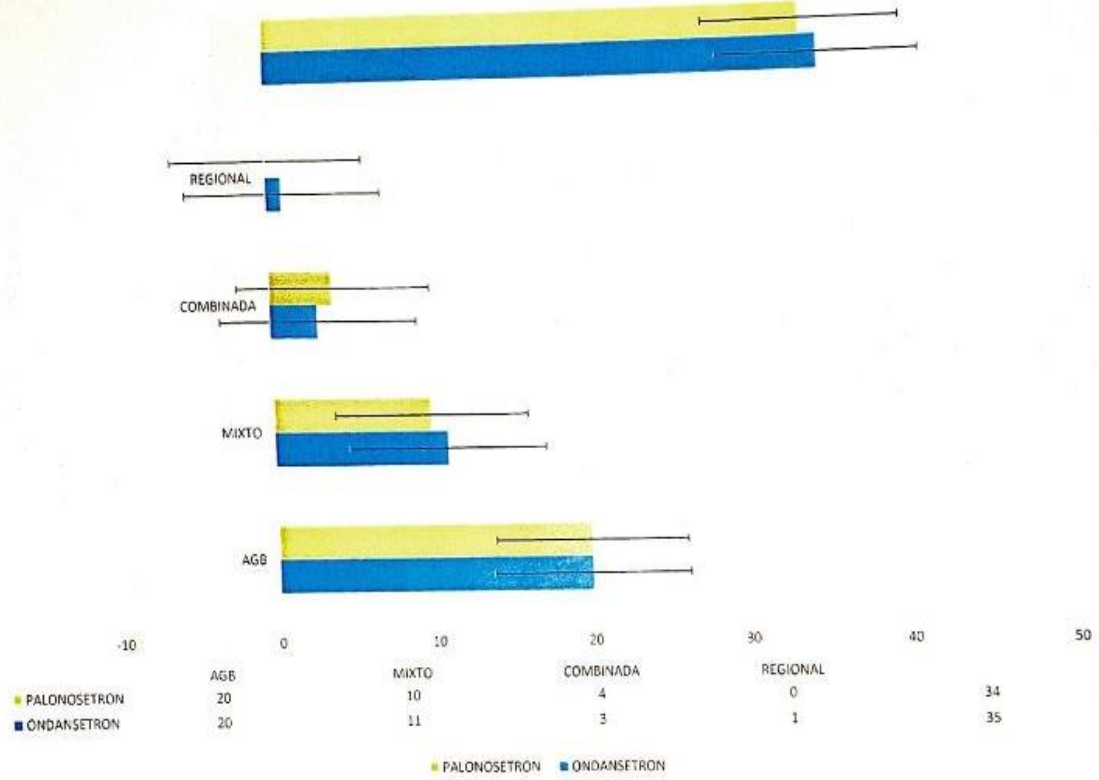 REGIONAL
COMBINADA
MIXTO
AGB
-10 0 10 20 30 40 50
AGB MIXTO COMBINADA REGIONAL
PALONOSETRON 20 10 4 0 34
ONDANSETRON 20 11 3 1 35
PALONOSETRON ONDANSETRON